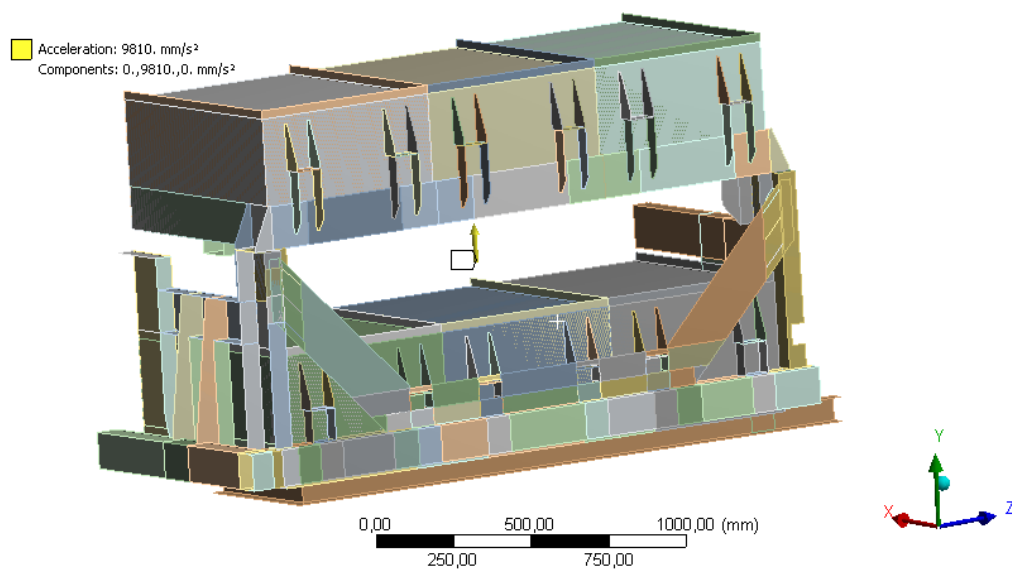 Acceleration: 9810. mm/s²
Components: 0.,9810.,0. mm/s²
Y
X
Z
0,00
500,00
1000,00 (mm)
250,00
750,00